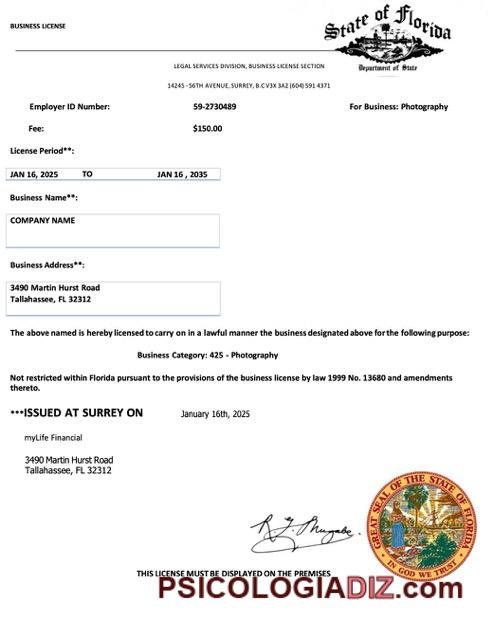 BUSINESS LICENSE
State of Florida
Department of State
LEGAL SERVICES DIVISION, BUSINESS LICENSE SECTION
14245 - 56TH AVENUE, SURREY, B.C V3X 3A2 (604) 591 4371
Employer ID Number: 59-2730489 For Business: Photography
Fee: $150.00
License Period**:
JAN 16, 2025 TO JAN 16 , 2035
Business Name**:
COMPANY NAME
Business Address**:
3490 Martin Hurst Road
Tallahassee, FL 32312
The above named is hereby licensed to carry on in a lawful manner the business designated above for the following purpose:
Business Category: 425 - Photography
Not restricted within Florida pursuant to the provisions of the business license by law 1999 No. 13680 and amendments
thereto.
***ISSUED AT SURREY ON January 16th, 2025
myLife Financial
3490 Martin Hurst Road
Tallahassee, FL 32312
GREAT SEAL OF THE STATE OF FLORIDA
IN GOD WE TRUST
R. G. Mugabe.
THIS LICENSE MUST BE DISPLAYED ON THE PREMISES
PSICOLOGIADIZ.com